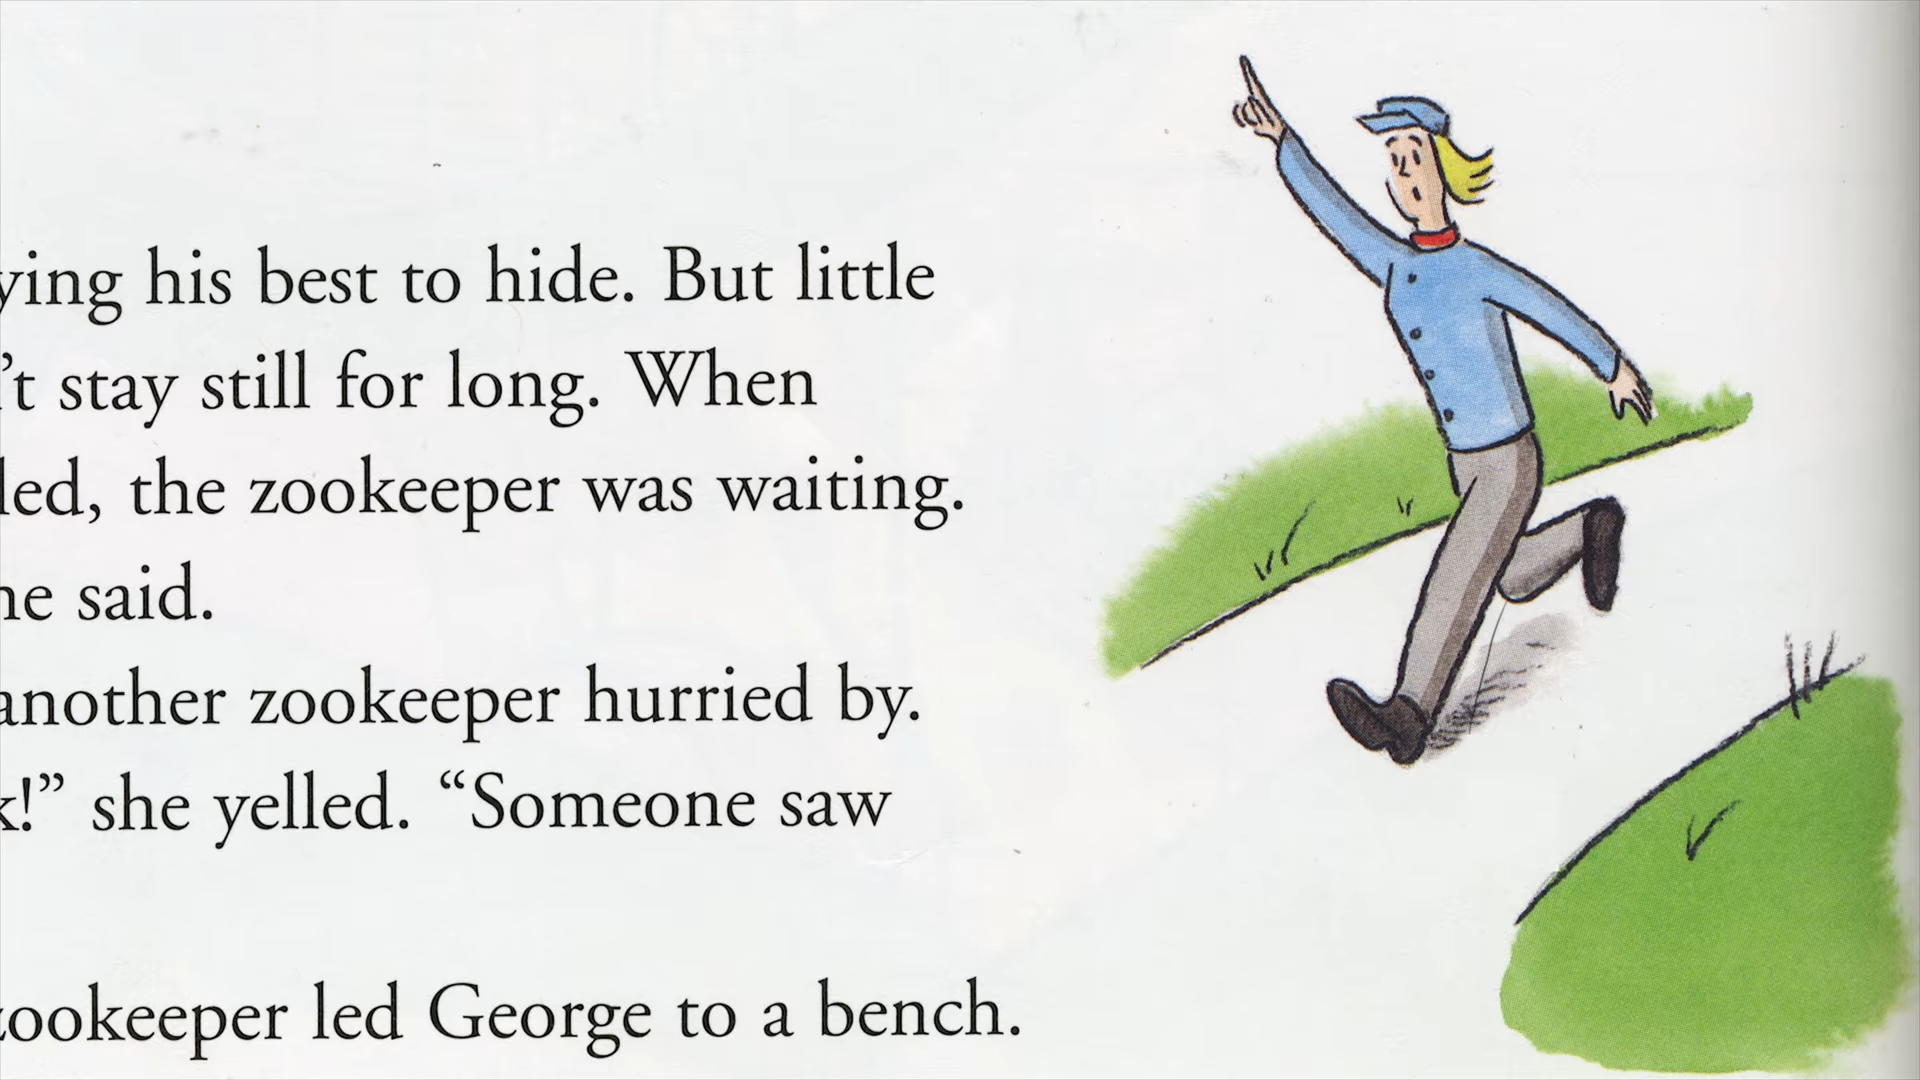 ying his best to hide. But little
’t stay still for long. When
led, the zookeeper was waiting.
he said.
another zookeeper hurried by.
k!” she yelled. “Someone saw
zookeeper led George to a bench.